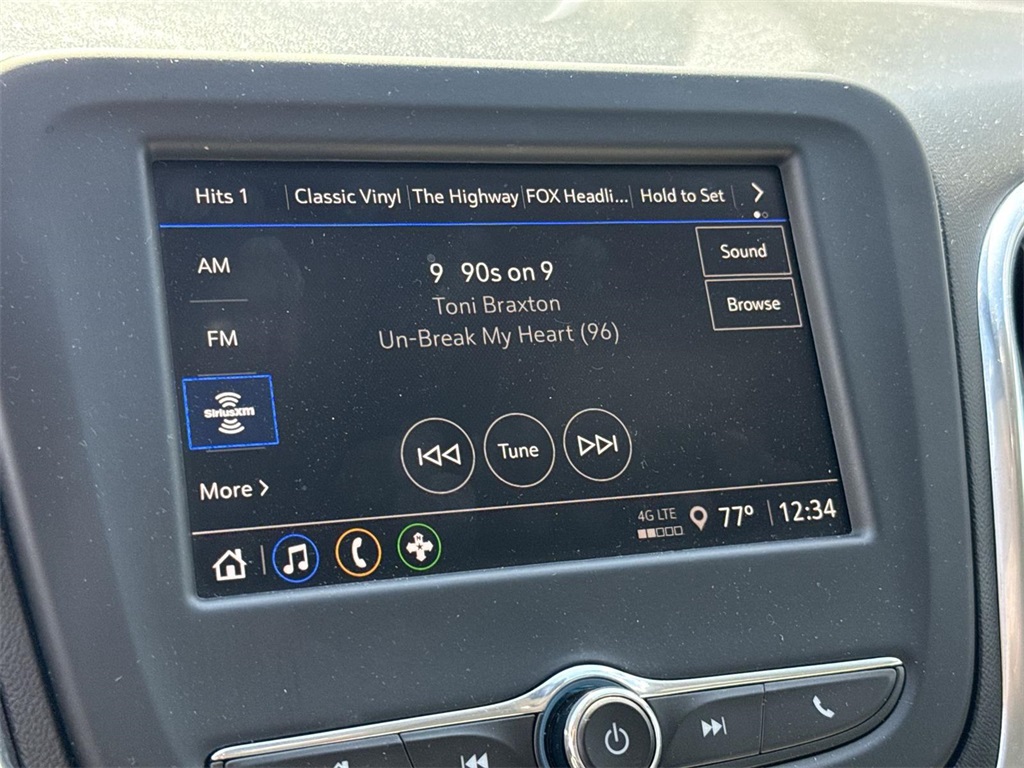 Hits 1 Classic Vinyl The Highway FOX Headli... Hold to Set
AM
9 90s on 9
Sound
Toni Braxton
Browse
FM
Un-Break My Heart (96)
SiriusXM
Tune
More
4G LTE 77° 12:34
N